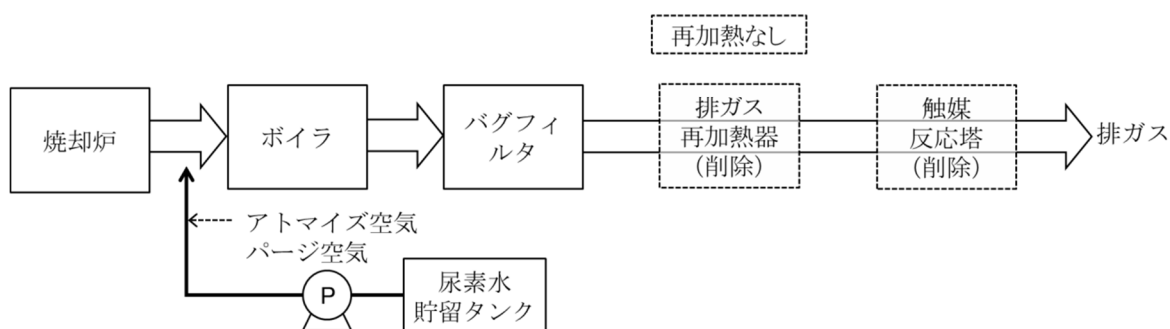 再加熱なし
焼却炉
ボイラ
バグフィ
ルタ
排ガス
再加熱器
(削除)
触媒
反応塔
(削除)
排ガス
アトマイズ空気
パージ空気
P
尿素水
貯留タンク